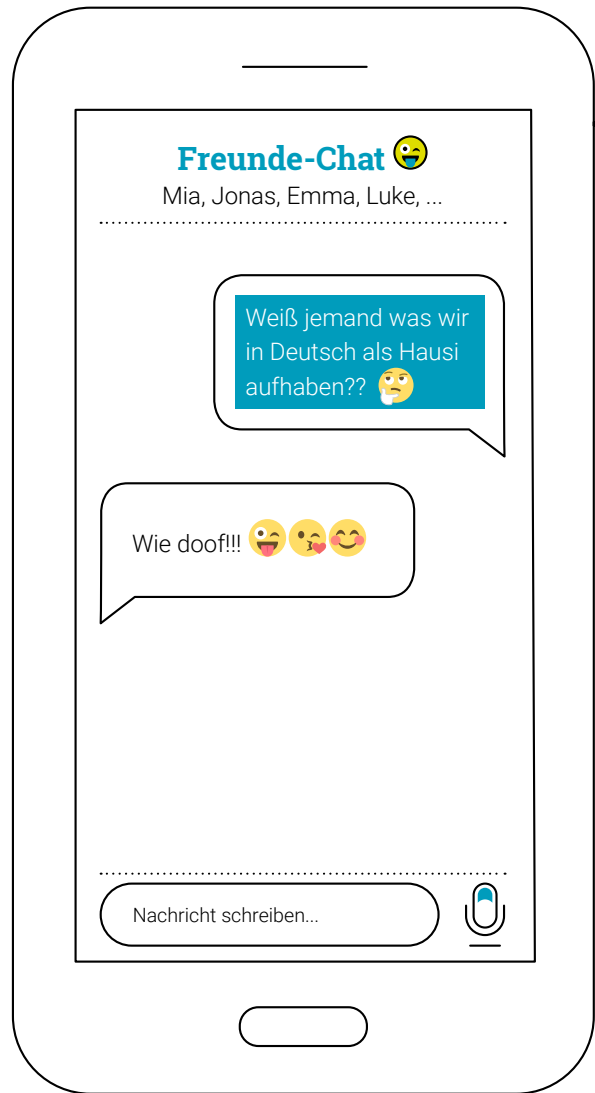 Freunde-Chat 😜
Mia, Jonas, Emma, Luke, ...
Weiß jemand was wir
in Deutsch als Hausi
aufhaben?? 🤔
Wie doof!!! 😜😘😊
Nachricht schreiben...